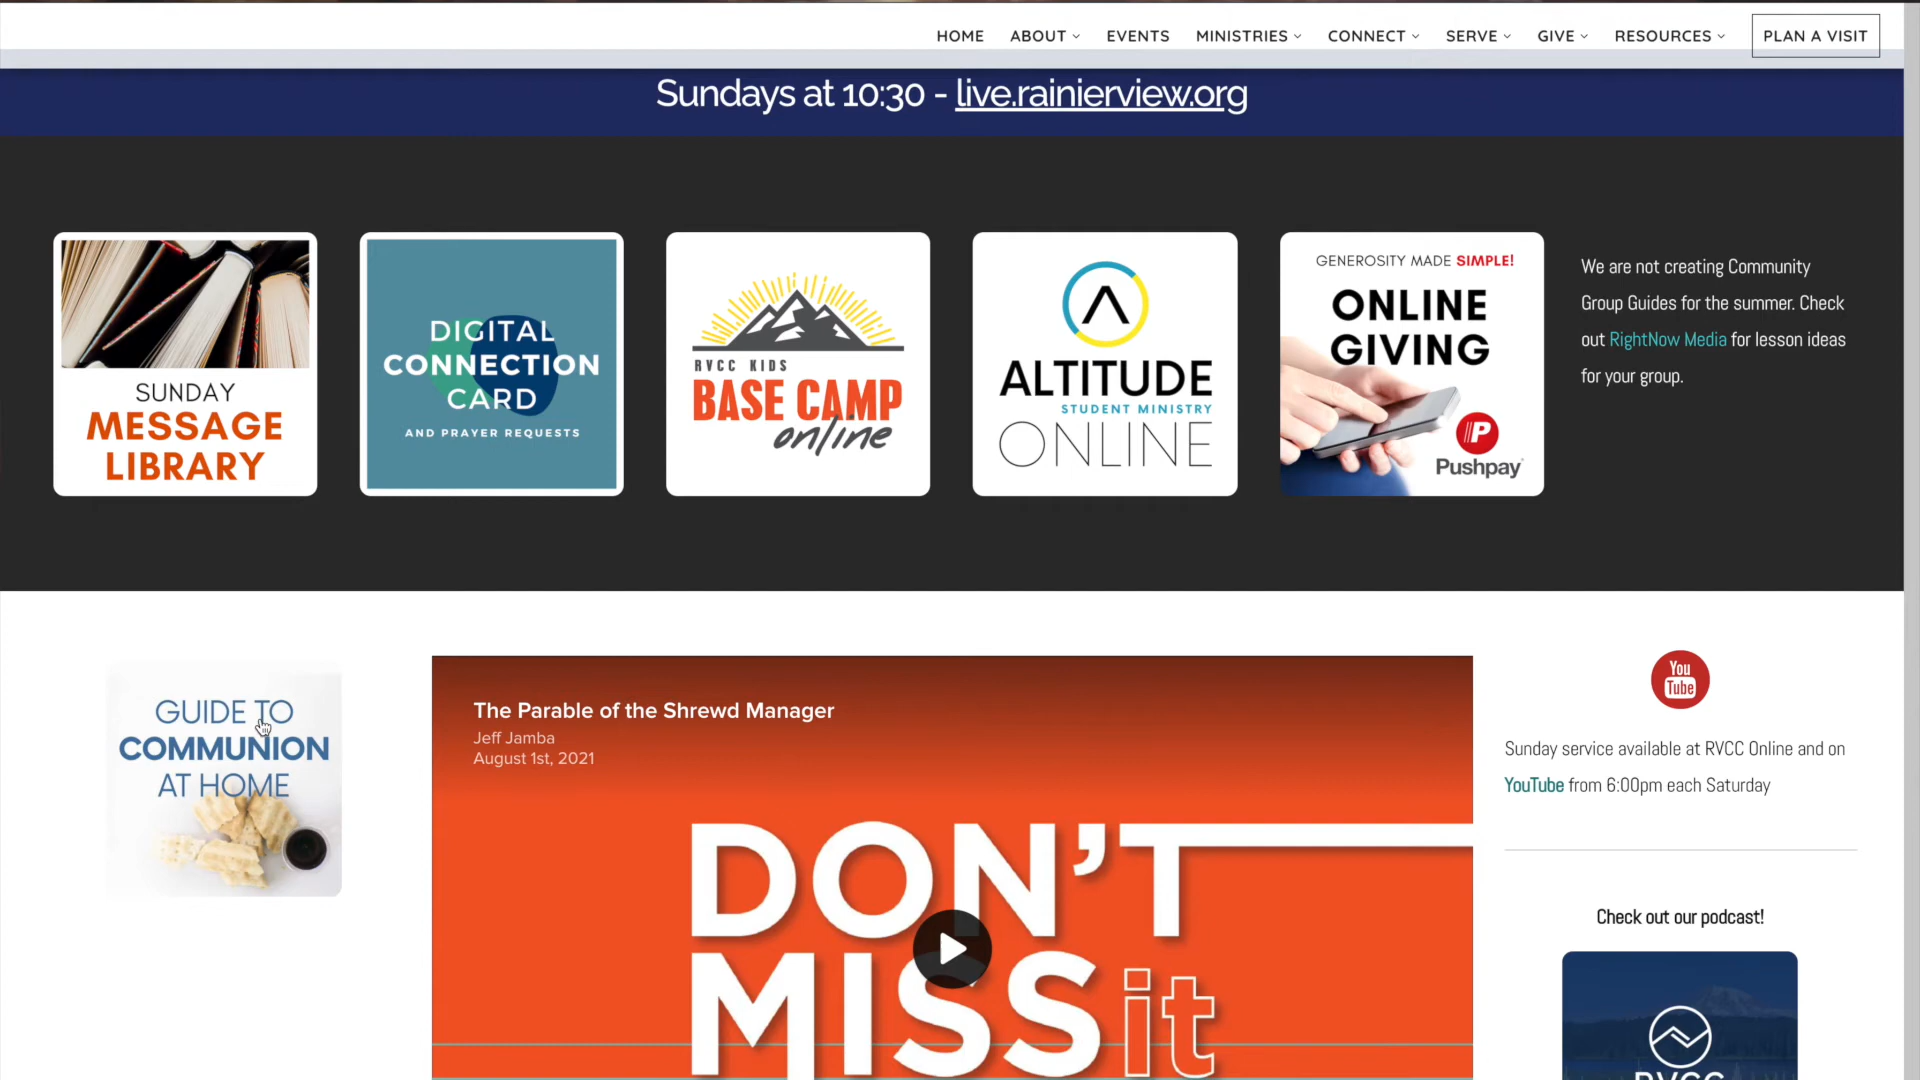 HOME ABOUT EVENTS MINISTRIES CONNECT SERVE GIVE RESOURCES PLAN A VISIT
Sundays at 10:30 - live.rainierview.org
SUNDAY
MESSAGE
LIBRARY
DIGITAL
CONNECTION
CARD
AND PRAYER REQUESTS
RVCC KIDS
BASE CAMP
online
ALTITUDE
STUDENT MINISTRY
ONLINE
GENEROSITY MADE SIMPLE!
ONLINE
GIVING
Pushpay
We are not creating Community
Group Guides for the summer. Check
out RightNow Media for lesson ideas
for your group.
GUIDE TO
COMMUNION
AT HOME
The Parable of the Shrewd Manager
Jeff Jamba
August 1st, 2021
DON'T
MISS it
You
Tube
Sunday service available at RVCC Online and on
YouTube from 6:00pm each Saturday
Check out our podcast!
RVCC